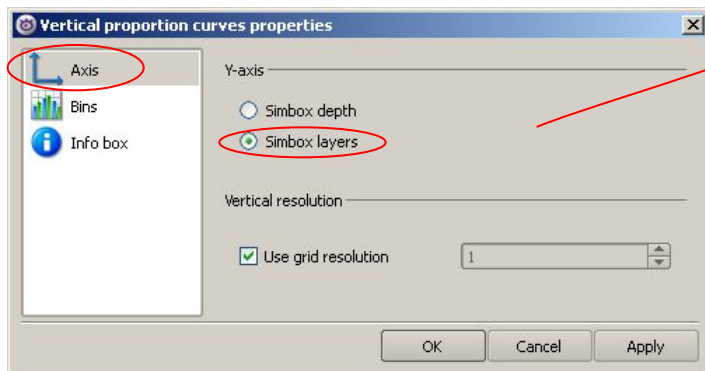 Vertical proportion curves properties
Axis
Bins
Info box
Y-axis
Simbox depth
Simbox layers
Vertical resolution
Use grid resolution
1
OK
Cancel
Apply